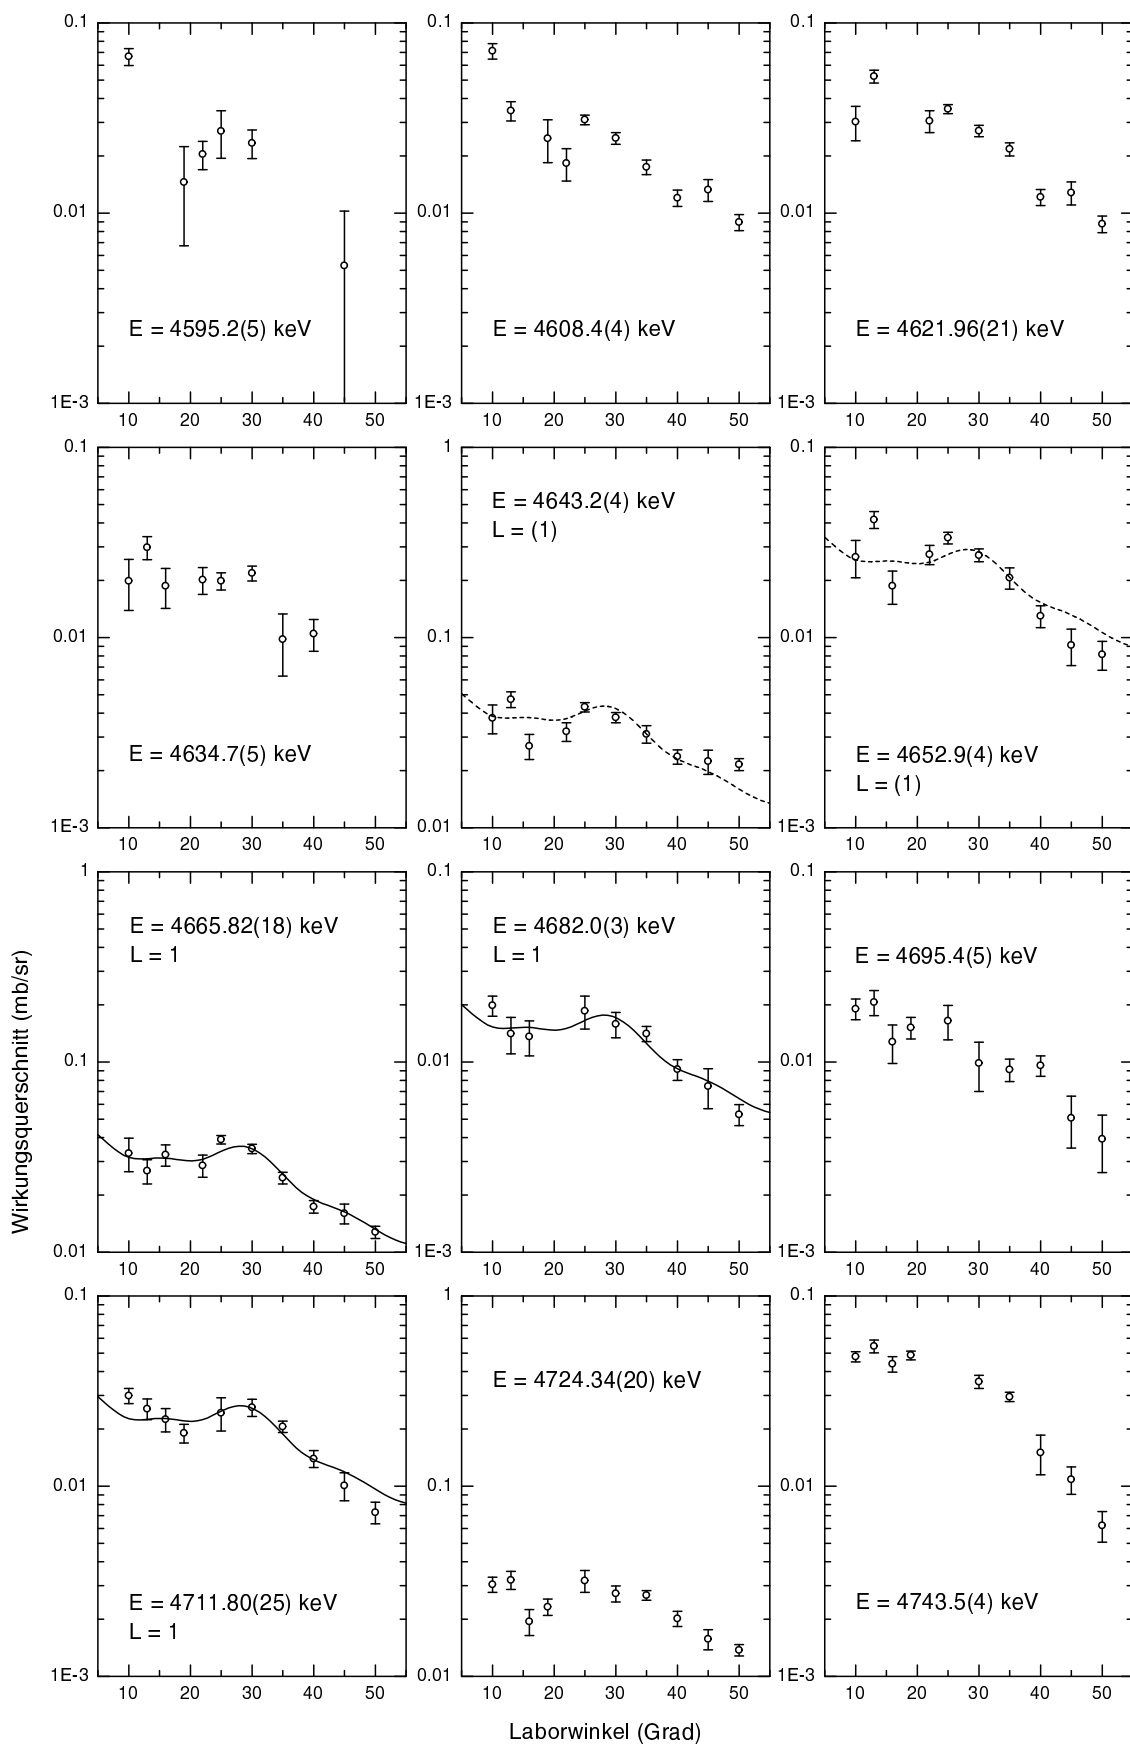 0.1
0.01
1E-3
10 20 30 40 50
E = 4595.2(5) keV
0.1
0.01
1E-3
10 20 30 40 50
E = 4608.4(4) keV
0.1
0.01
1E-3
10 20 30 40 50
E = 4621.96(21) keV
0.1
0.01
1E-3
10 20 30 40 50
E = 4634.7(5) keV
1
0.1
0.01
10 20 30 40 50
E = 4643.2(4) keV
L = (1)
0.1
0.01
1E-3
10 20 30 40 50
E = 4652.9(4) keV
L = (1)
1
0.1
0.01
10 20 30 40 50
E = 4665.82(18) keV
L = 1
0.1
0.01
1E-3
10 20 30 40 50
E = 4682.0(3) keV
L = 1
0.1
0.01
1E-3
10 20 30 40 50
E = 4695.4(5) keV
0.1
0.01
1E-3
10 20 30 40 50
E = 4711.80(25) keV
L = 1
1
0.1
0.01
10 20 30 40 50
E = 4724.34(20) keV
0.1
0.01
1E-3
10 20 30 40 50
E = 4743.5(4) keV
Wirkungsquerschnitt (mb/sr)
Laborwinkel (Grad)